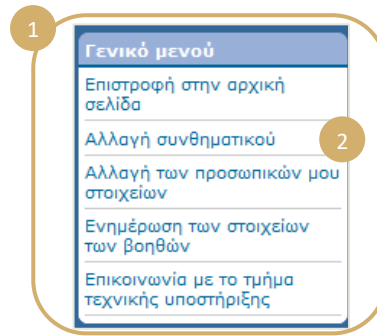 1
Γενικό μενού
Επιστροφή στην αρχική
σελίδα
Αλλαγή συνθηματικού
2
Αλλαγή των προσωπικών μου
στοιχείων
Ενημέρωση των στοιχείων
των βοηθών
Επικοινωνία με το τμήμα
τεχνικής υποστήριξης